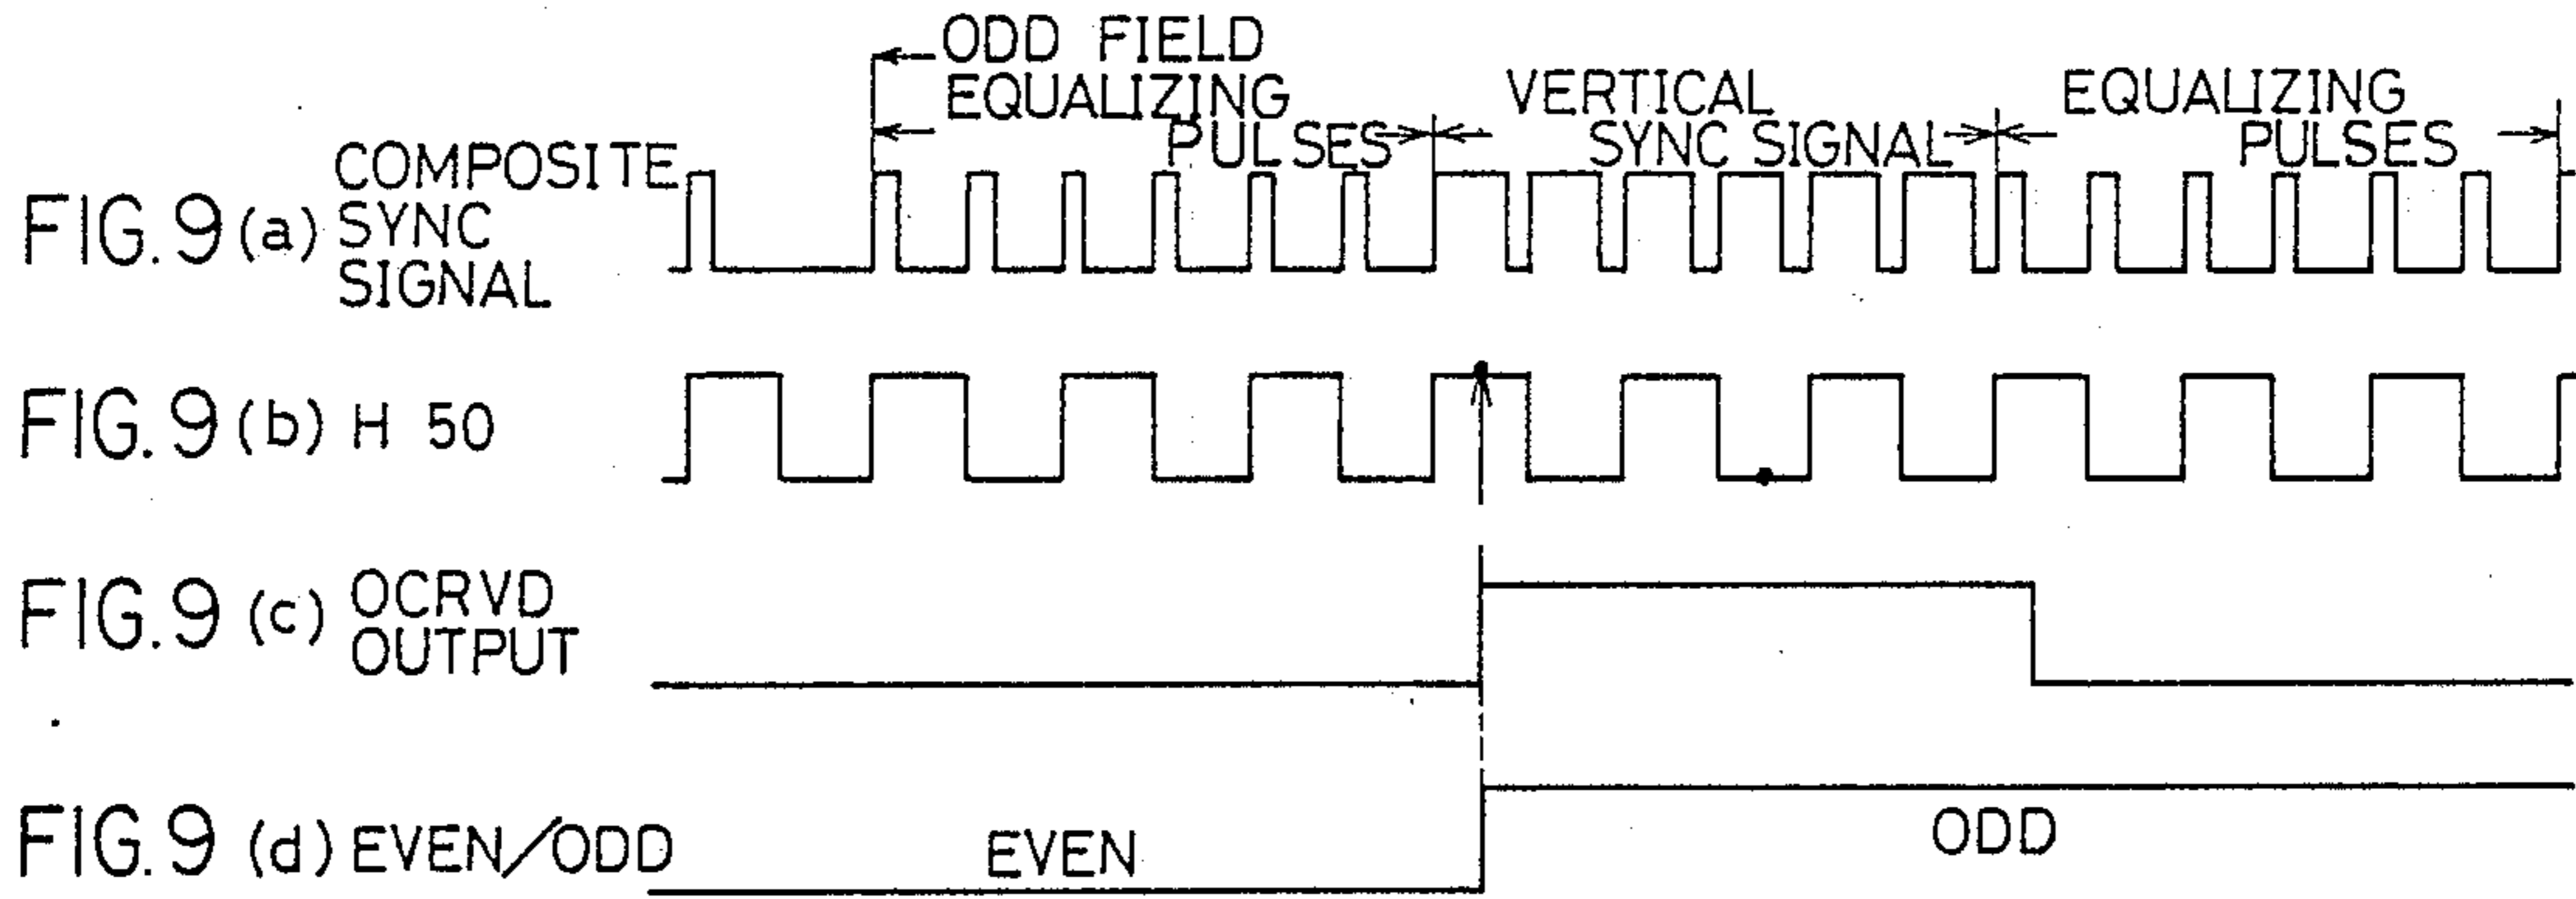 ODD FIELD
EQUALIZING
PULSES
VERTICAL
SYNC SIGNAL
EQUALIZING
PULSES
FIG. 9 (a) COMPOSITE
SYNC
SIGNAL
FIG. 9 (b) H 50
FIG. 9 (c) OCRVD
OUTPUT
FIG. 9 (d) EVEN/ODD
EVEN
ODD